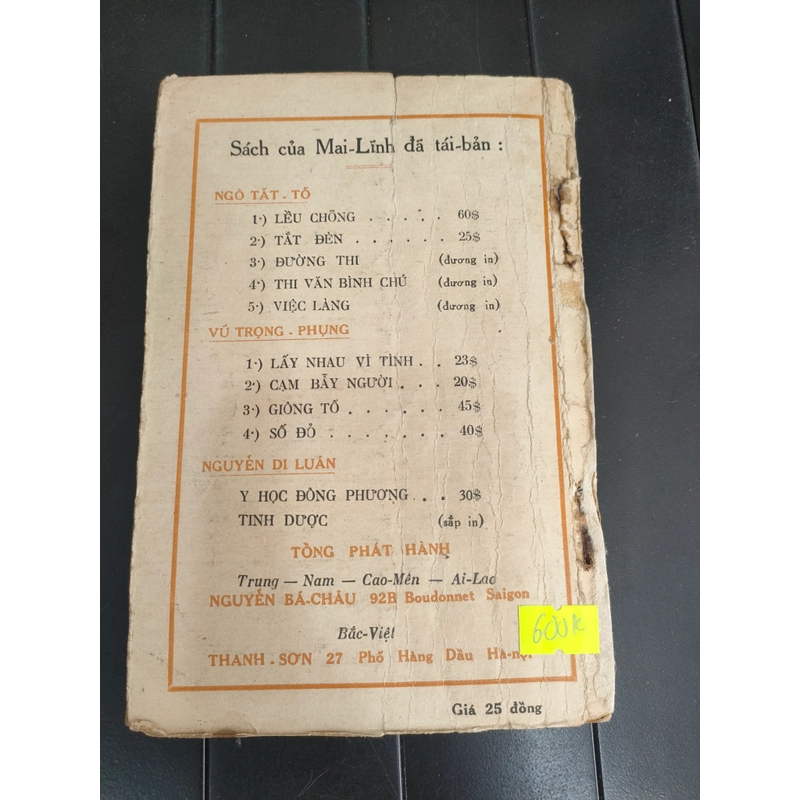 Sách của Mai-Lĩnh đã tái-bản :
NGÔ TẤT - TỐ
1·) LỀU CHÕNG . . . . . 60$
2·) TẮT ĐÈN . . . . . . 25$
3·) ĐƯỜNG THI (đương in)
4·) THI VĂN BÌNH CHÚ (đương in)
5·) VIỆC LÀNG (đương in)
VŨ TRỌNG - PHỤNG
1·) LẤY NHAU VÌ TÌNH . . 23$
2·) CẠM BẪY NGƯỜI . . . 20$
3·) GIÔNG TỐ . . . . . . 45$
4·) SỐ ĐỎ . . . . . . . 40$
NGUYỄN DI LUÂN
Y HỌC ĐÔNG PHƯƠNG . . 30$
TINH DƯỢC (sắp in)
TỔNG PHÁT HÀNH
Trung — Nam — Cao-Mên — Ai-Lao
NGUYỄN BÁ-CHÂU 92B Boudonnet Saigon
Bắc-Việt
THANH - SƠN 27 Phố Hàng Dầu Hà-nội
600k
Giá 25 đồng